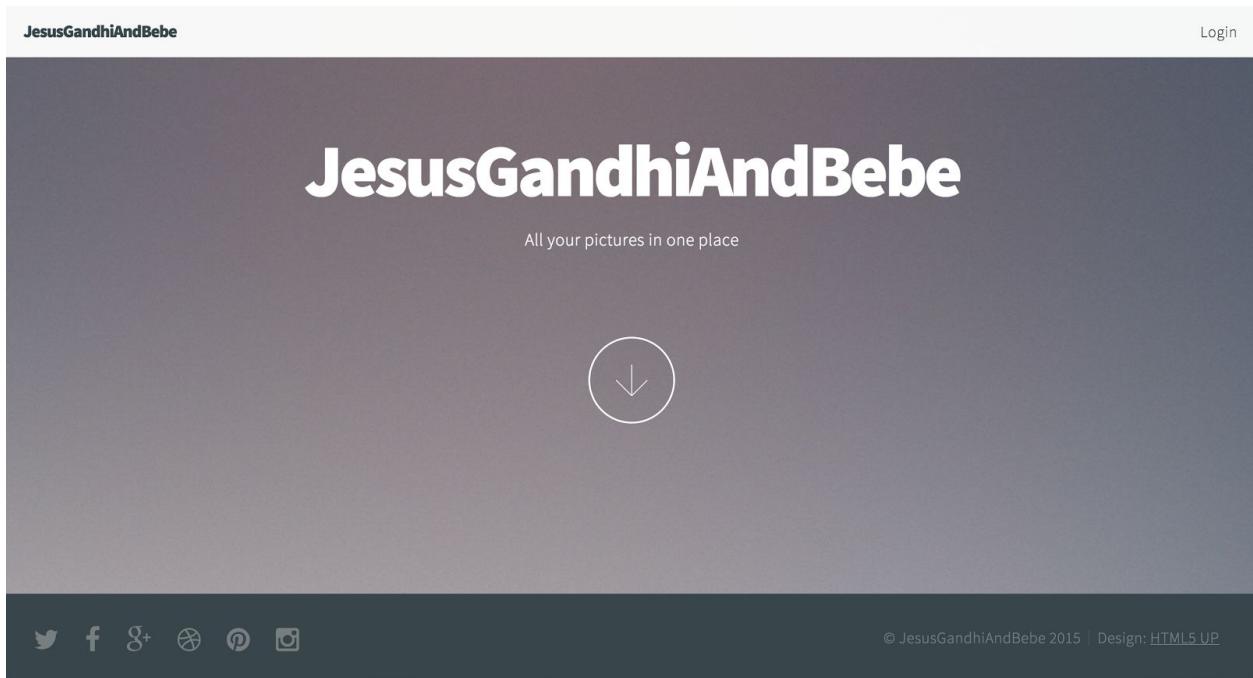 JesusGandhiAndBebe
Login
JesusGandhiAndBebe
All your pictures in one place
© JesusGandhiAndBebe 2015 | Design: HTML5 UP